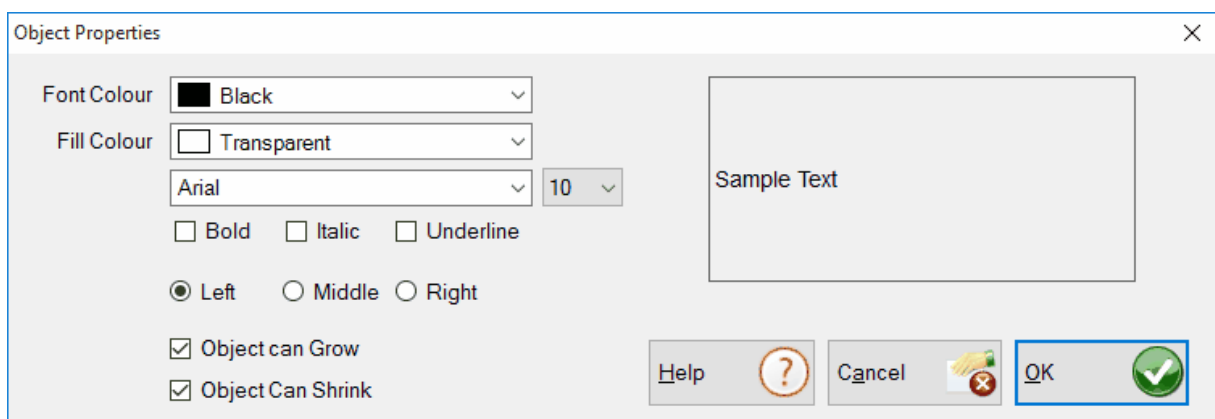 Object Properties
Font Colour Black
Fill Colour Transparent
Arial 10
Sample Text
Bold Italic Underline
Left Middle Right
Object can Grow
Object Can Shrink
Help Cancel OK